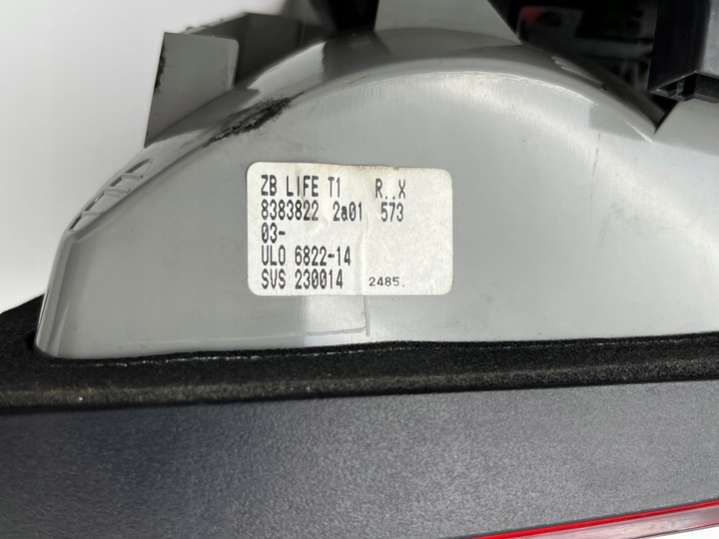 ZB LIFE T1 R..X
8383822 2a01 573
03-
ULO 6822-14
SVS 230014 2485.